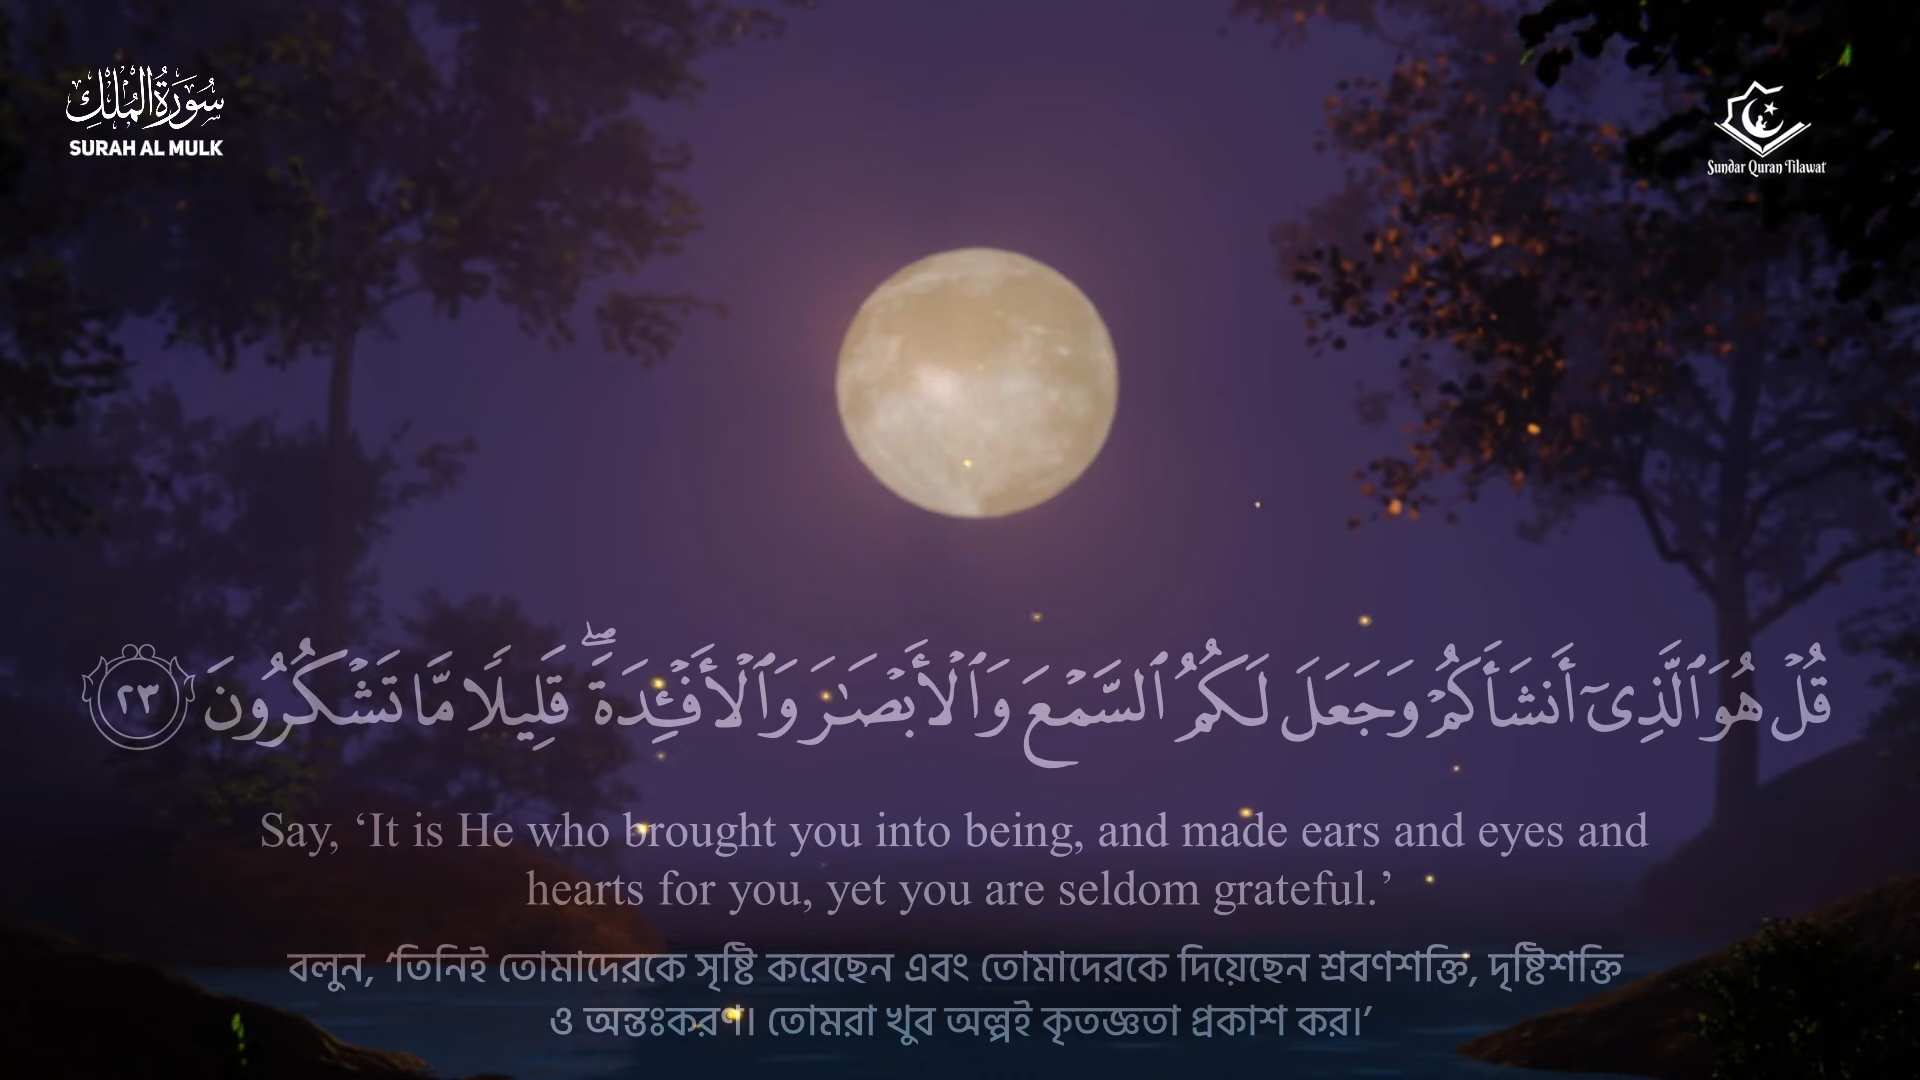 سُورَةُ الْمُلْكِ
SURAH AL MULK
Sundar Quran Tilawat
قُلْ هُوَ ٱلَّذِىٓ أَنشَأَكُمْ وَجَعَلَ لَكُمُ ٱلسَّمْعَ وَٱلْأَبْصَـٰرَ وَٱلْأَفْـِٔدَةَ ۖ قَلِيلًا مَّا تَشْكُرُونَ ٢٣
Say, ‘It is He who brought you into being, and made ears and eyes and
hearts for you, yet you are seldom grateful.’
বলুন, ‘তিনিই তোমাদেরকে সৃষ্টি করেছেন এবং তোমাদেরকে দিয়েছেন শ্রবণশক্তি, দৃষ্টিশক্তি
ও অন্তঃকরণ। তোমরা খুব অল্পই কৃতজ্ঞতা প্রকাশ কর।’